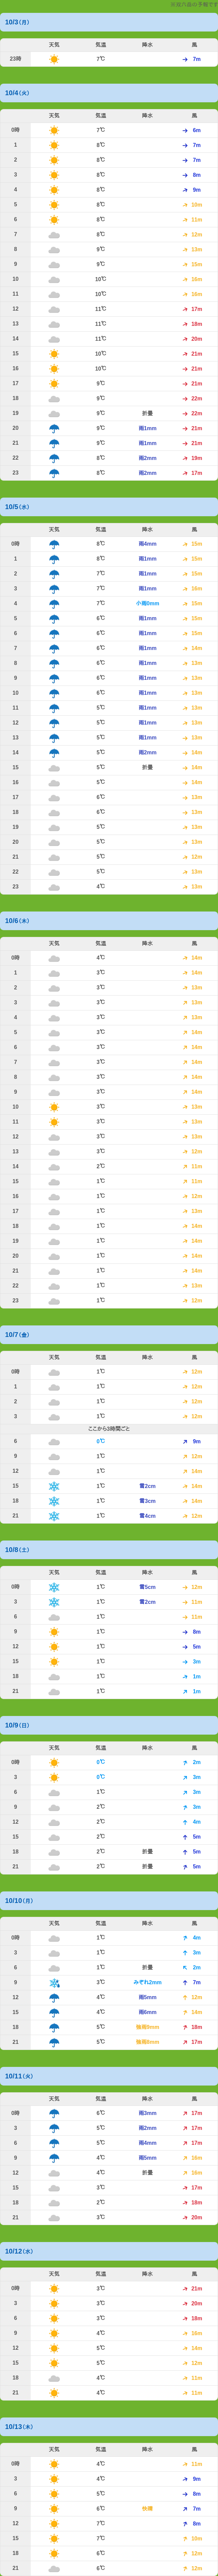 の予報です
10/3(月)
天気 気温 降水 風
23時 7℃ 7m
10/4(火)
天気 気温 降水 風
0時 7℃ 6m
1 8℃ 7m
2 8℃ 7m
3 8℃ 8m
4 8℃ 9m
5 8℃ 10m
6 8℃ 11m
7 8℃ 12m
8 9℃ 13m
9 9℃ 15m
10 10℃ 16m
11 10℃ 16m
12 11℃ 17m
13 11℃ 18m
14 11℃ 20m
15 10℃ 21m
16 10℃ 21m
17 9℃ 21m
18 9℃ 22m
19 9℃ 折畳 22m
20 9℃ 雨1mm 21m
21 9℃ 雨1mm 21m
22 8℃ 雨2mm 19m
23 8℃ 雨2mm 17m
10/5(水)
天気 気温 降水 風
0時 8℃ 雨4mm 15m
1 8℃ 雨1mm 15m
2 7℃ 雨1mm 15m
3 7℃ 雨1mm 16m
4 7℃ 小雨0mm 15m
5 6℃ 雨1mm 15m
6 6℃ 雨1mm 15m
7 6℃ 雨1mm 14m
8 6℃ 雨1mm 13m
9 6℃ 雨1mm 13m
10 6℃ 雨1mm 13m
11 5℃ 雨1mm 13m
12 5℃ 雨1mm 13m
13 5℃ 雨1mm 13m
14 5℃ 雨2mm 14m
15 5℃ 折畳 14m
16 5℃ 14m
17 6℃ 13m
18 6℃ 13m
19 5℃ 13m
20 5℃ 13m
21 5℃ 12m
22 5℃ 13m
23 4℃ 13m
10/6(木)
天気 気温 降水 風
0時 4℃ 14m
1 3℃ 14m
2 3℃ 13m
3 3℃ 13m
4 3℃ 13m
5 3℃ 14m
6 3℃ 14m
7 3℃ 14m
8 3℃ 14m
9 3℃ 14m
10 3℃ 13m
11 3℃ 13m
12 3℃ 13m
13 3℃ 12m
14 2℃ 11m
15 1℃ 11m
16 1℃ 12m
17 1℃ 13m
18 1℃ 14m
19 1℃ 14m
20 1℃ 14m
21 1℃ 14m
22 1℃ 13m
23 1℃ 12m
10/7(金)
天気 気温 降水 風
0時 1℃ 12m
1 1℃ 12m
2 1℃ 12m
3 1℃ 12m
ここから3時間ごと
6 0℃ 9m
9 1℃ 12m
12 1℃ 14m
15 1℃ 雪2cm 14m
18 1℃ 雪3cm 14m
21 1℃ 雪4cm 12m
10/8(土)
天気 気温 降水 風
0時 1℃ 雪5cm 12m
3 1℃ 雪2cm 11m
6 1℃ 11m
9 1℃ 8m
12 1℃ 5m
15 1℃ 3m
18 1℃ 1m
21 1℃ 1m
10/9(日)
天気 気温 降水 風
0時 0℃ 2m
3 0℃ 3m
6 1℃ 3m
9 2℃ 3m
12 2℃ 4m
15 2℃ 5m
18 2℃ 折畳 5m
21 2℃ 折畳 5m
10/10(月)
天気 気温 降水 風
0時 1℃ 4m
3 1℃ 3m
6 1℃ 折畳 2m
9 3℃ みぞれ2mm 7m
12 4℃ 雨5mm 12m
15 4℃ 雨6mm 14m
18 5℃ 強雨9mm 18m
21 5℃ 強雨8mm 17m
10/11(火)
天気 気温 降水 風
0時 6℃ 雨3mm 17m
3 5℃ 雨2mm 17m
6 5℃ 雨4mm 17m
9 4℃ 雨5mm 16m
12 4℃ 折畳 16m
15 3℃ 17m
18 2℃ 18m
21 3℃ 20m
10/12(水)
天気 気温 降水 風
0時 3℃ 21m
3 3℃ 20m
6 3℃ 18m
9 4℃ 16m
12 5℃ 14m
15 5℃ 12m
18 4℃ 11m
21 4℃ 11m
10/13(木)
天気 気温 降水 風
0時 4℃ 11m
3 4℃ 9m
6 5℃ 8m
9 6℃ 快晴 7m
12 7℃ 8m
15 7℃ 10m
18 6℃ 12m
21 6℃ 12m